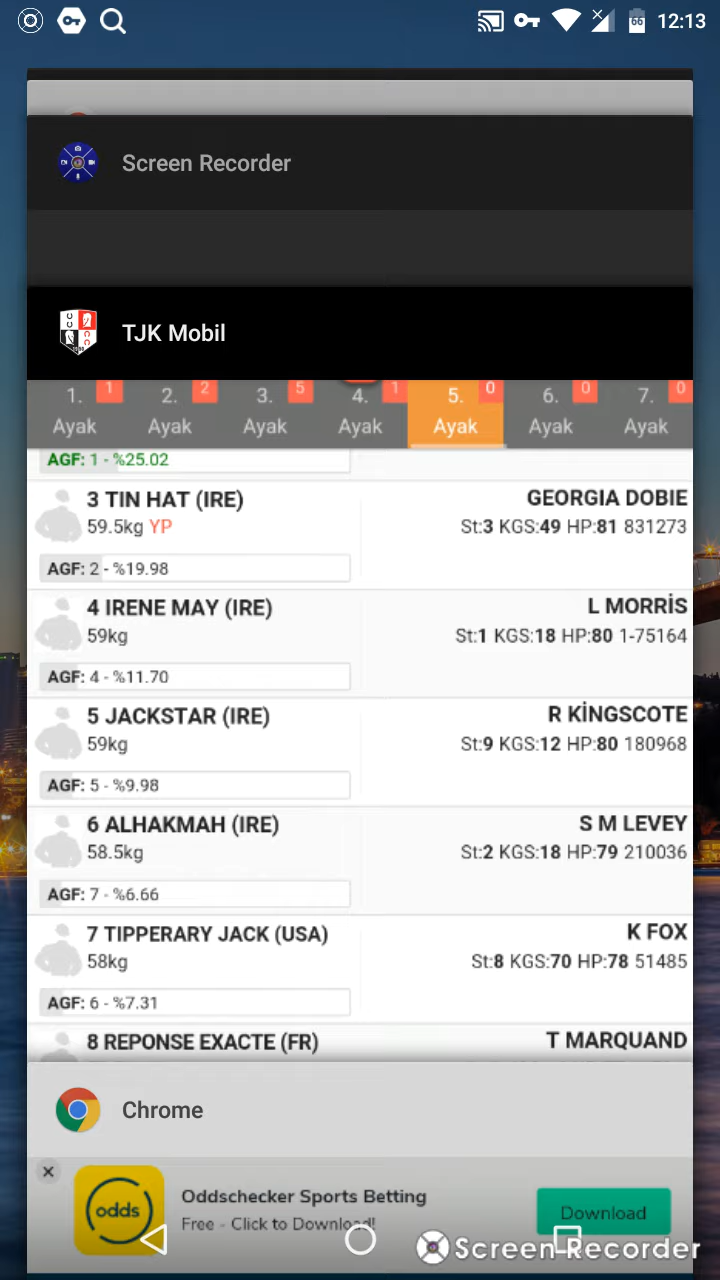 66 12:13
Screen Recorder
TJK Mobil
1. 1 2. 2 3. 5 4. 1 5. 0 6. 0 7. 0
Ayak Ayak Ayak Ayak Ayak Ayak Ayak
AGF: 1 - %25.02
3 TIN HAT (IRE) GEORGIA DOBIE
59.5kg YP St:3 KGS:49 HP:81 831273
AGF: 2 - %19.98
4 IRENE MAY (IRE) L MORRİS
59kg St:1 KGS:18 HP:80 1-75164
AGF: 4 - %11.70
5 JACKSTAR (IRE) R KİNGSCOTE
59kg St:9 KGS:12 HP:80 180968
AGF: 5 - %9.98
6 ALHAKMAH (IRE) S M LEVEY
58.5kg St:2 KGS:18 HP:79 210036
AGF: 7 - %6.66
7 TIPPERARY JACK (USA) K FOX
58kg St:8 KGS:70 HP:78 51485
AGF: 6 - %7.31
8 REPONSE EXACTE (FR) T MARQUAND
Chrome
odds
Oddschecker Sports Betting
Free - Click to Download!
Download
Screen Recorder